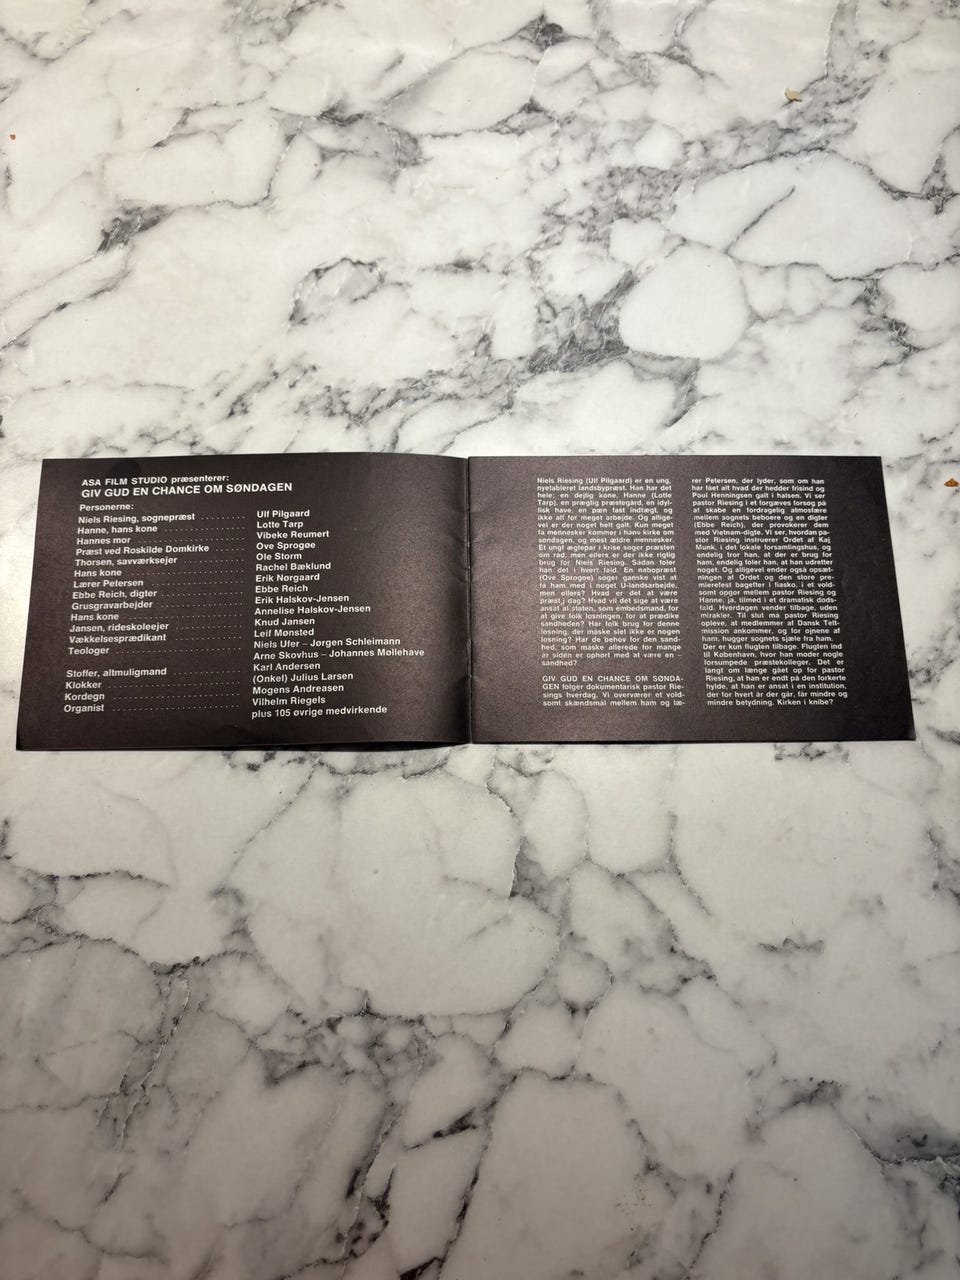 ASA FILM STUDIO præsenterer:
GIV GUD EN CHANCE OM SØNDAGEN
Personerne:
Niels Riesing, sognepræst ........ Ulf Pilgaard
Hanne, hans kone ........ Lotte Tarp
Hannes mor ........ Vibeke Reumert
Præst ved Roskilde Domkirke ........ Ove Sprogøe
Thorsen, savværksejer ........ Ole Storm
Hans kone ........ Rachel Bæklund
Lærer Petersen ........ Erik Nørgaard
Ebbe Reich, digter ........ Ebbe Reich
Grusgravarbejder ........ Erik Halskov-Jensen
Hans kone ........ Annelise Halskov-Jensen
Jansen, rideskoleejer ........ Knud Jansen
Vækkelsesprædikant ........ Leif Mønsted
Teologer ........ Niels Ufer – Jørgen Schleimann
Arne Skovhus – Johannes Møllehave
Stoffer, altmuligmand ........ Karl Andersen
Klokker ........ (Onkel) Julius Larsen
Kordegn ........ Mogens Andreasen
Organist ........ Vilhelm Riegels
plus 105 øvrige medvirkende
Niels Riesing (Ulf Pilgaard) er en ung,
nyetableret landsbypræst. Han har det
hele: en dejlig kone, Hanne (Lotte
Tarp), en præglig præstegård, en idyl-
lisk have, en pæn fast indtægt, og
ikke alt for meget arbejde. Og allige-
vel er der noget helt galt. Kun meget
få mennesker kommer i hans kirke om
søndagen, og mest ældre mennesker.
Et ungt ægtepar i krise søger præsten
om råd, men ellers er der ikke rigtig
brug for Niels Riesing. Sådan føler
han det i hvert fald. En nabopræst
(Ove Sprogøe) søger ganske vist at
få ham med i noget U-landsarbejde,
men ellers? Hvad er det at være
præst i dag? Hvad vil det sige at være
ansat af staten, som embedsmand, for
at give folk løsningen, for at prædike
sandheden? Har folk brug for denne
løsning, der måske slet ikke er nogen
løsning? Har de behov for den sand-
hed, som måske allerede for mange
år siden er ophørt med at være en –
sandhed?
GIV GUD EN CHANCE OM SØNDA-
GEN følger dokumentarisk pastor Rie-
sings hverdag. Vi overværer et vold-
somt skændsmål mellem ham og læ-
rer Petersen, der lyder, som om han
har fået alt hvad der hedder frisind og
Poul Henningsen galt i halsen. Vi ser
pastor Riesing i et forgæves forsøg på
at skabe en fordragelig atmosfære
mellem sognets beboere og en digter
(Ebbe Reich), der provokerer dem
med Vietnam-digte. Vi ser, hvordan pa-
stor Riesing instruerer Ordet af Kaj
Munk, i det lokale forsamlingshus, og
endelig tror han, at der er brug for
ham, endelig føler han, at han udretter
noget. Og alligevel ender også opsæt-
ningen af Ordet og den store pre-
mierefest bagefter i fiasko, i et vold-
somt opgør mellem pastor Riesing og
Hanne, ja, tilmed i et dramatisk døds-
fald. Hverdagen vender tilbage, uden
mirakler. Til slut må pastor Riesing
opleve, at medlemmer af Dansk Telt-
mission ankommer, og for øjnene af
ham, hugger sognets sjæle fra ham.
Der er kun flugten tilbage. Flugten ind
til København, hvor han møder nogle
forsumpede præstekolleger. Det er
langt om længe gået op for pastor
Riesing, at han er endt på den forkerte
hylde, at han er ansat i en institution,
der for hvert år der går, får mindre og
mindre betydning. Kirken i knibe?